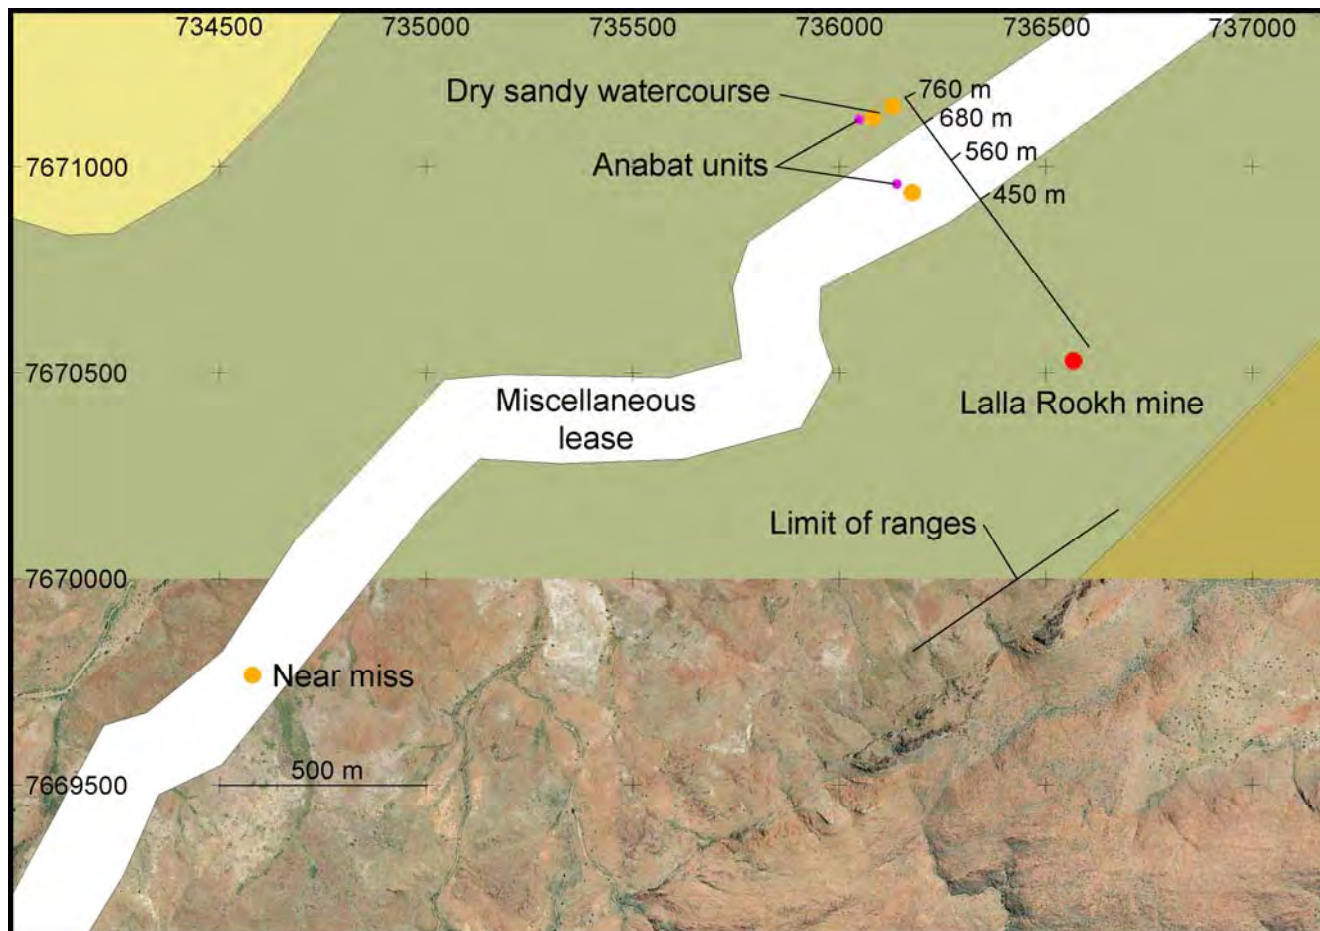 734500
735000
735500
736000
736500
737000
Dry sandy watercourse
760 m
680 m
Anabat units
560 m
7671000
450 m
7670500
Miscellaneous
lease
Lalla Rookh mine
Limit of ranges
7670000
Near miss
500 m
7669500